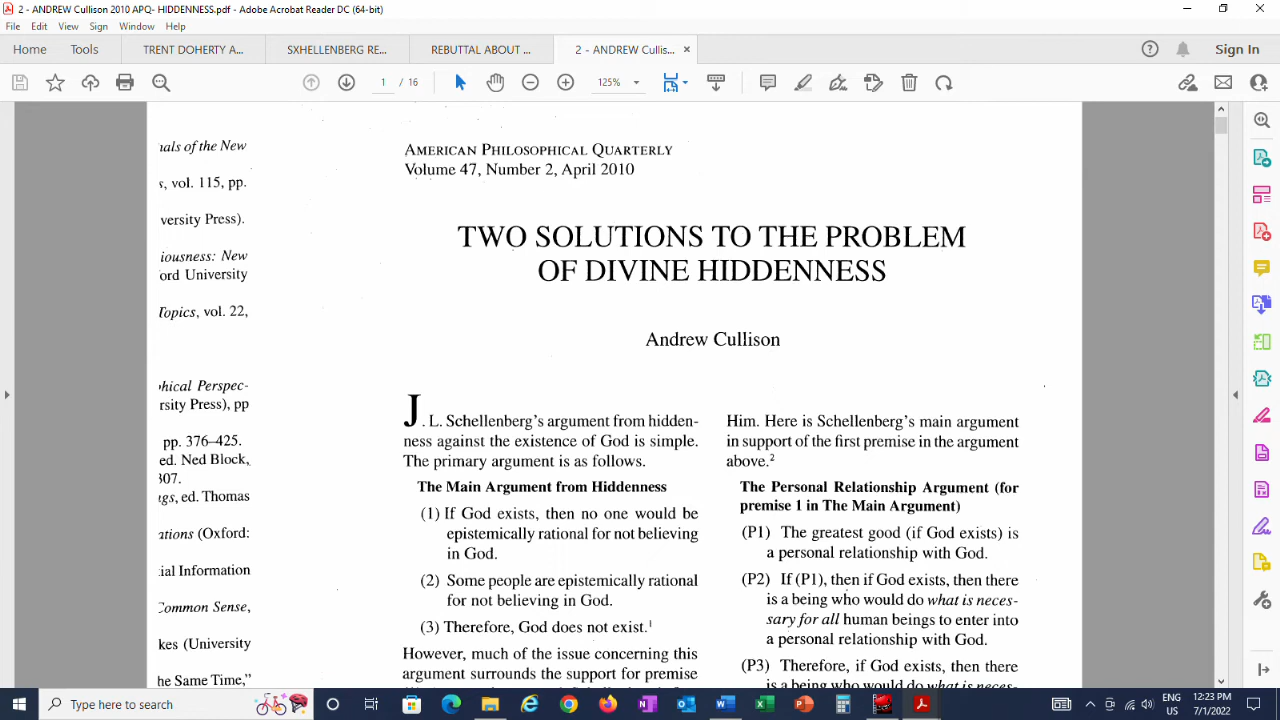 2 - ANDREW Cullison 2010 APQ- HIDDENNESS.pdf - Adobe Acrobat Reader DC (64-bit)
File Edit View Sign Window Help
Home Tools TRENT DOHERTY A... SXHELLENBERG RE... REBUTTAL ABOUT ... 2 - ANDREW Cullis... × Sign In
1 / 16 125%
uals of the New
s, vol. 115, pp.
versity Press).
iousness: New
ord University
Topics, vol. 22,
phical Perspec-
rsity Press), pp
pp. 376–425.
ed. Ned Block,
807.
ngs, ed. Thomas
ations (Oxford:
ial Information
Common Sense,
kes (University
he Same Time,”
AMERICAN PHILOSOPHICAL QUARTERLY
Volume 47, Number 2, April 2010
TWO SOLUTIONS TO THE PROBLEM
OF DIVINE HIDDENNESS
Andrew Cullison
J. L. Schellenberg’s argument from hidden-
ness against the existence of God is simple.
The primary argument is as follows.
The Main Argument from Hiddenness
(1) If God exists, then no one would be
epistemically rational for not believing
in God.
(2) Some people are epistemically rational
for not believing in God.
(3) Therefore, God does not exist.¹
However, much of the issue concerning this
argument surrounds the support for premise
Him. Here is Schellenberg’s main argument
in support of the first premise in the argument
above.²
The Personal Relationship Argument (for
premise 1 in The Main Argument)
(P1) The greatest good (if God exists) is
a personal relationship with God.
(P2) If (P1), then if God exists, then there
is a being who would do what is neces-
sary for all human beings to enter into
a personal relationship with God.
(P3) Therefore, if God exists, then there
is a being who would do what is neces-
Type here to search
ENG
US
12:23 PM
7/1/2022